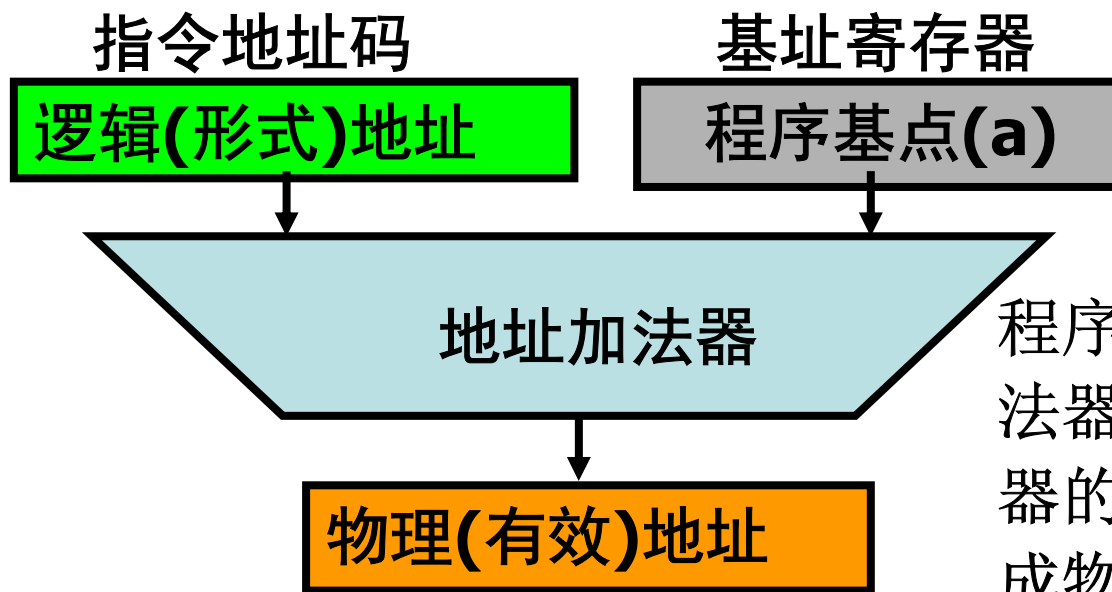 指令地址码
基址寄存器
逻辑(形式)地址
程序基点(a)
地址加法器
程序
法器
器的
成物
物理(有效)地址